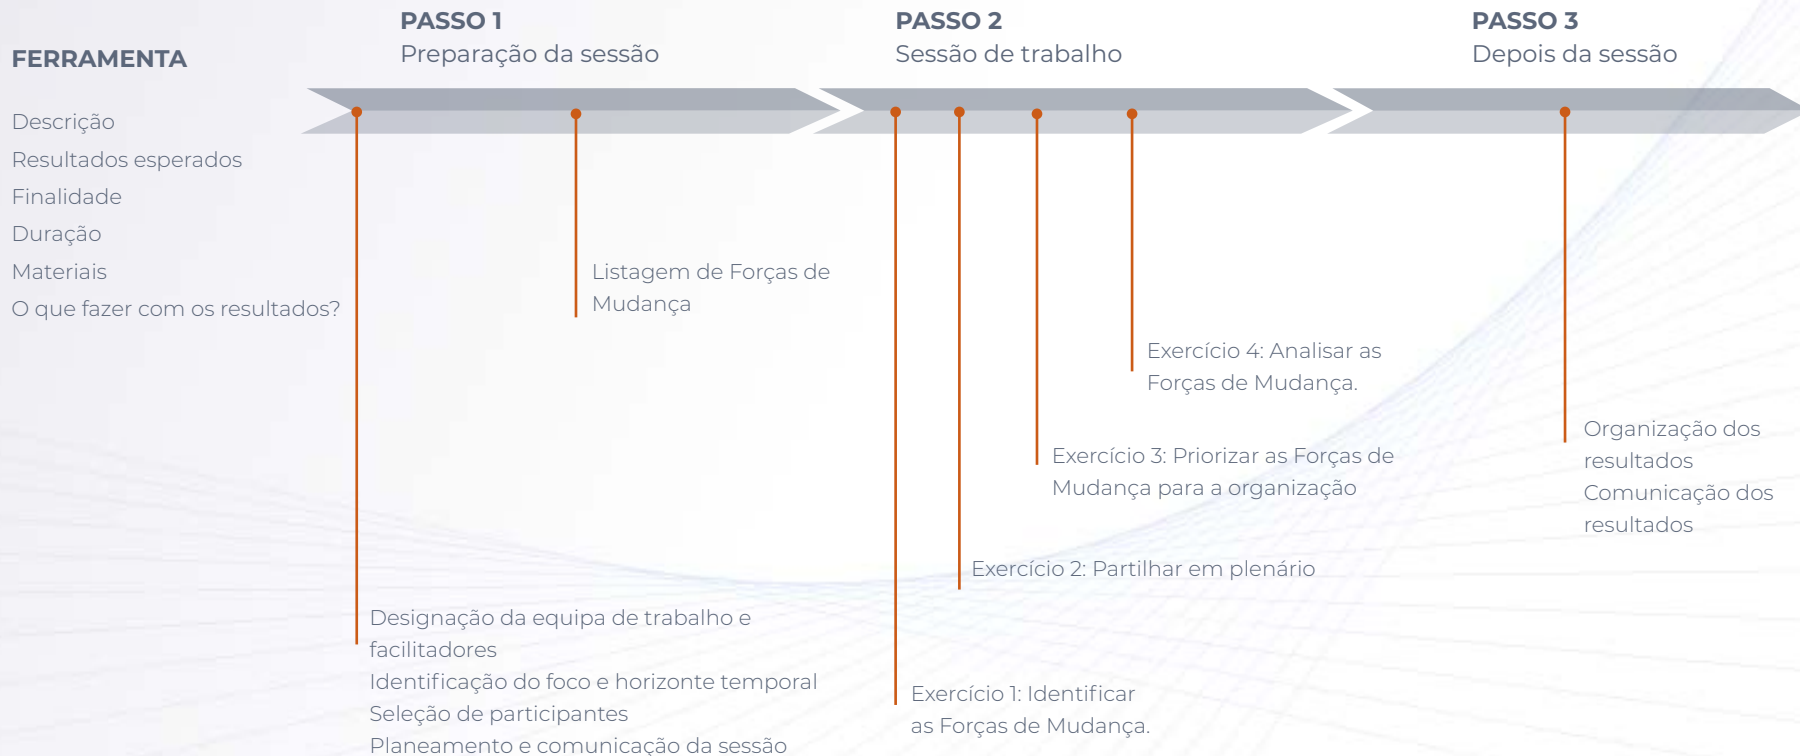 FERRAMENTA
Descrição
Resultados esperados
Finalidade
Duração
Materiais
O que fazer com os resultados?
PASSO 1
Preparação da sessão
Designação da equipa de trabalho e
facilitadores
Identificação do foco e horizonte temporal
Seleção de participantes
Planeamento e comunicação da sessão
Listagem de Forças de
Mudança
PASSO 2
Sessão de trabalho
Exercício 1: Identificar
as Forças de Mudança.
Exercício 2: Partilhar em plenário
Exercício 3: Priorizar as Forças de
Mudança para a organização
Exercício 4: Analisar as
Forças de Mudança.
PASSO 3
Depois da sessão
Organização dos
resultados
Comunicação dos
resultados